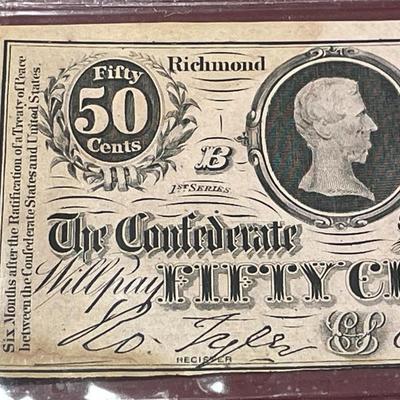 Six Months after the Ratification of a Treaty of Peace
between the Confederate States and United States.
Fifty
50
Cents
Richmond
B
1ST SERIES
The Confederate
Will pay FIFTY CE
Ro. Tyler
REGISTER